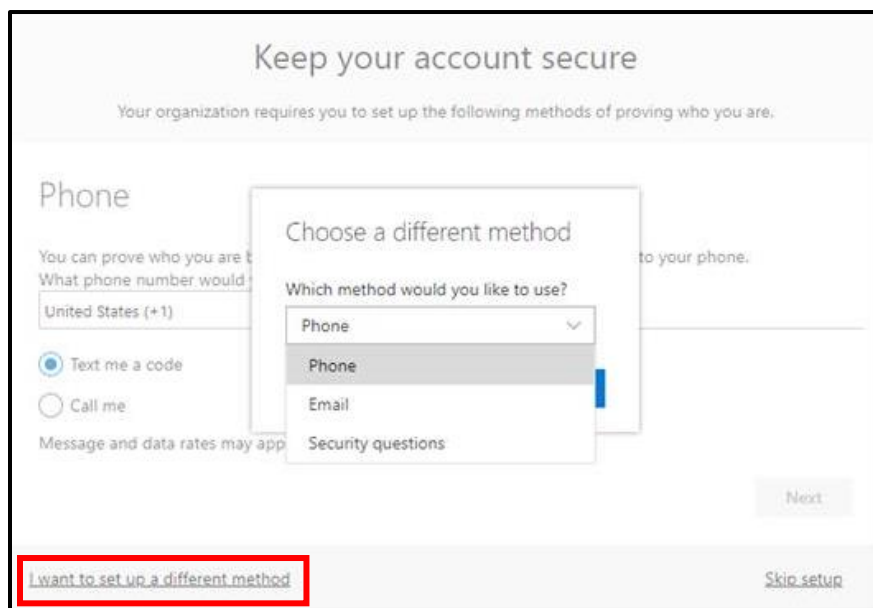 Keep your account secure
Your organization requires you to set up the following methods of proving who you are.
Phone
Choose a different method
You can prove who you are b
to your phone.
What phone number would
Which method would you like to use?
United States (+1)
Phone
Text me a code
Phone
Call me
Email
Message and data rates may app
Security questions
Next
I want to set up a different method
Skip setup